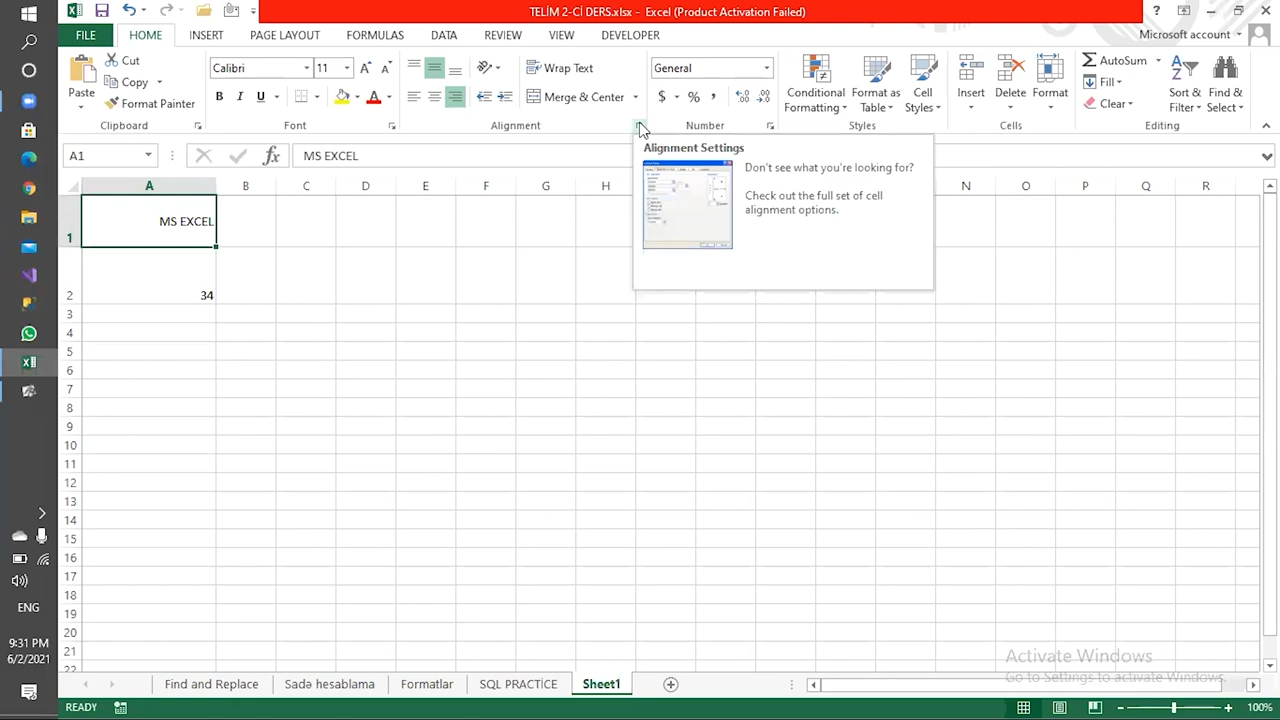 TELİM 2-Cİ DERS.xlsx - Excel (Product Activation Failed)
FILE HOME INSERT PAGE LAYOUT FORMULAS DATA REVIEW VIEW DEVELOPER
Microsoft account
Paste
Cut
Copy
Format Painter
Clipboard
Calibri 11
B I U A
Font
Wrap Text
Merge & Center
Alignment
General
$ % ,
Number
Conditional Formatting
Format as Table
Cell Styles
Styles
Insert Delete Format
Cells
AutoSum
Fill
Clear
Sort & Filter
Find & Select
Editing
A1
fx
MS EXCEL
Alignment Settings
Don't see what you're looking for?
Check out the full set of cell
alignment options.
A B C D E F G H N O P Q R
1 MS EXCEL
2 34
3
4
5
6
7
8
9
10
11
12
13
14
15
16
17
18
19
20
21
22
Activate Windows
Go to Settings to activate Windows.
Find and Replace Sada hesablama Formatlar SQL PRACTİCE Sheet1
READY
100%
ENG
9:31 PM
6/2/2021